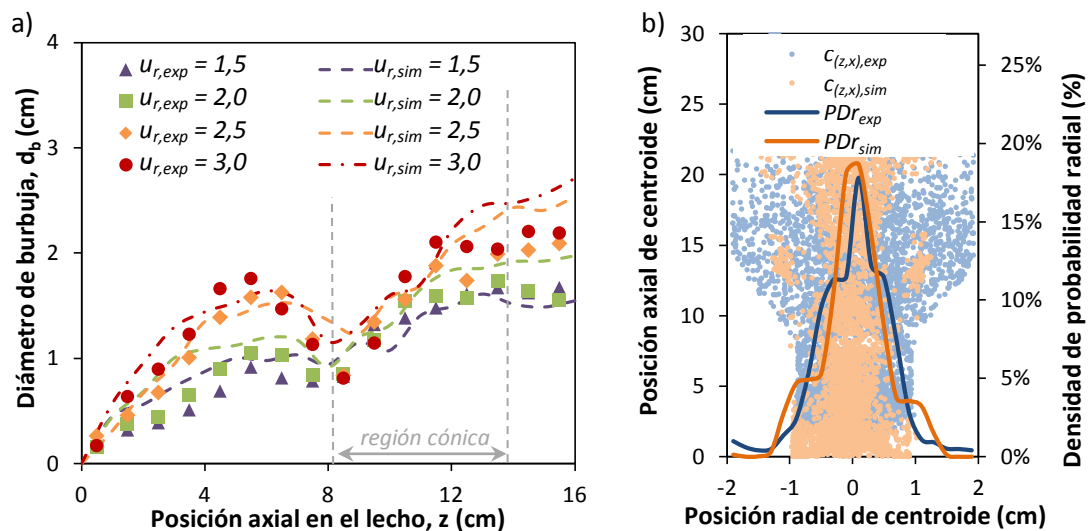 a)
Diámetro de burbuja, d_b (cm)
4
3
2
1
0
u_r,exp = 1,5
u_r,exp = 2,0
u_r,exp = 2,5
u_r,exp = 3,0
u_r,sim = 1,5
u_r,sim = 2,0
u_r,sim = 2,5
u_r,sim = 3,0
región cónica
0 4 8 12 16
Posición axial en el lecho, z (cm)
b)
Posición axial de centroide (cm)
30
25
20
15
10
5
0
c_(z,x),exp
c_(z,x),sim
PDr_exp
PDr_sim
25%
20%
15%
10%
5%
0%
Densidad de probabilidad radial (%)
-2 -1 0 1 2
Posición radial de centroide (cm)